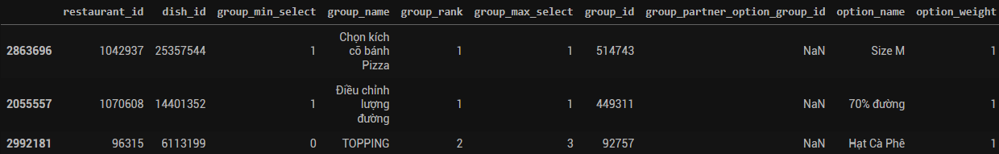 restaurant_id dish_id group_min_select group_name group_rank group_max_select group_id group_partner_option_group_id option_name option_weight
2863696 1042937 25357544 1 Chọn kích cỡ bánh Pizza 1 1 514743 NaN Size M 1
2055557 1070608 14401352 1 Điều chỉnh lượng đường 1 1 449311 NaN 70% đường 1
2992181 96315 6113199 0 TOPPING 2 3 92757 NaN Hạt Cà Phê 1